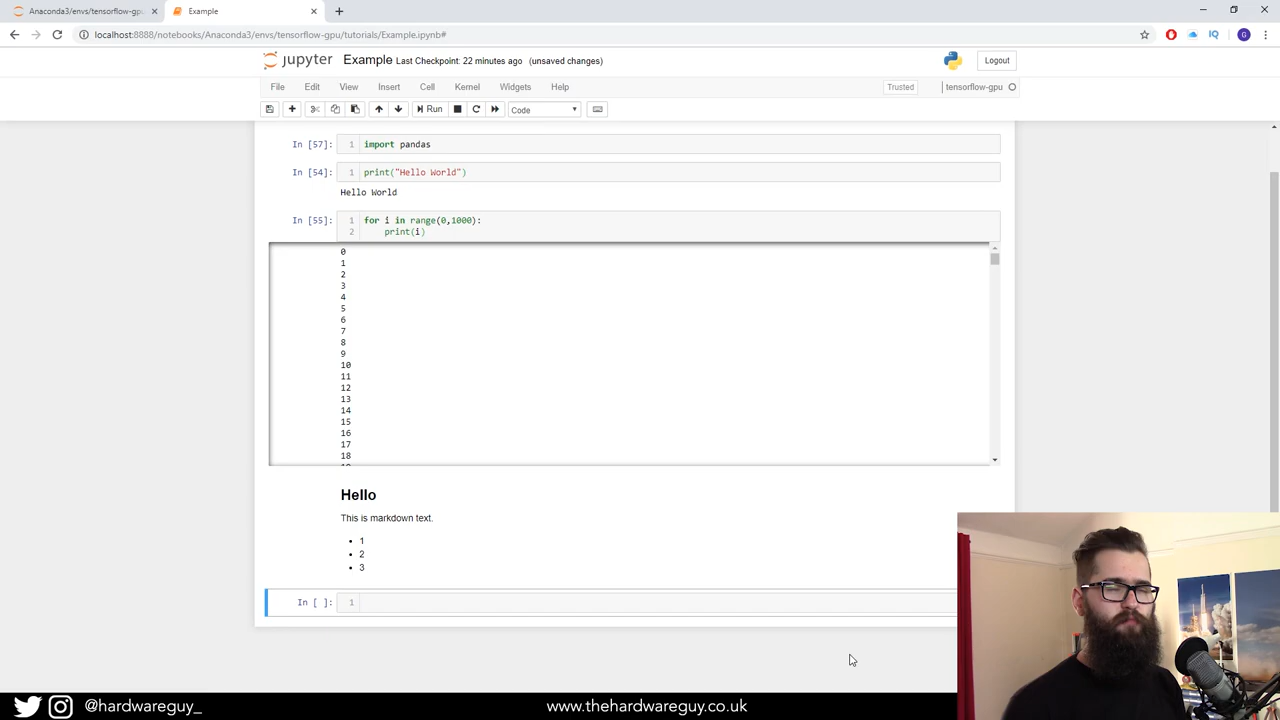 Anaconda3/envs/tensorflow-gpu
Example
localhost:8888/notebooks/Anaconda3/envs/tensorflow-gpu/tutorials/Example.ipynb#
IQ
G
jupyter Example Last Checkpoint: 22 minutes ago (unsaved changes)
Logout
File Edit View Insert Cell Kernel Widgets Help
Trusted
tensorflow-gpu
Run
Code
In [57]: 1 import pandas
In [54]: 1 print("Hello World")
Hello World
In [55]: 1 for i in range(0,1000):
2 print(i)
0
1
2
3
4
5
6
7
8
9
10
11
12
13
14
15
16
17
18
Hello
This is markdown text.
• 1
• 2
• 3
In [ ]: 1
@hardwareguy_
www.thehardwareguy.co.uk